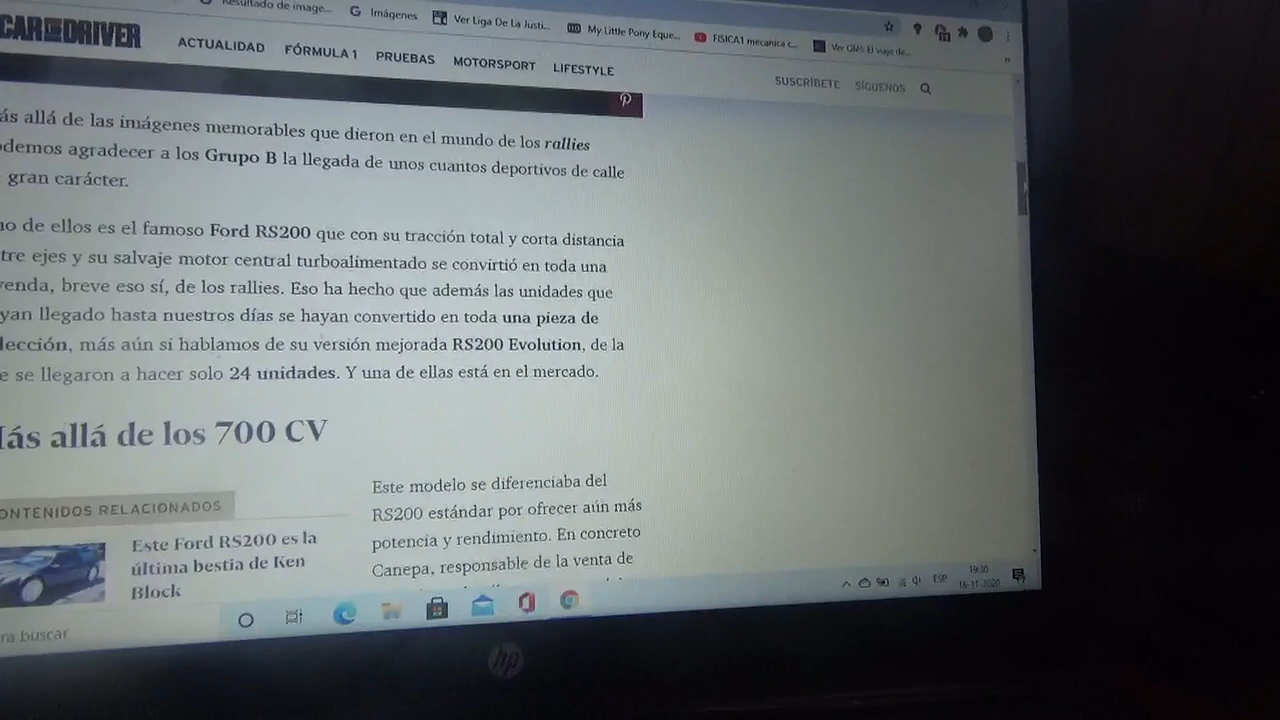 Resultado de image...
Imágenes
Ver Liga De La Justi...
My Little Pony Eque...
FISICA1 mecanica c...
Ver Olés: El viaje de...
CAR AND DRIVER
ACTUALIDAD
FÓRMULA 1
PRUEBAS
MOTORSPORT
LIFESTYLE
SUSCRÍBETE
SÍGUENOS
ás allá de las imágenes memorables que dieron en el mundo de los rallies
odemos agradecer a los Grupo B la llegada de unos cuantos deportivos de calle
gran carácter.
no de ellos es el famoso Ford RS200 que con su tracción total y corta distancia
tre ejes y su salvaje motor central turboalimentado se convirtió en toda una
yenda, breve eso sí, de los rallies. Eso ha hecho que además las unidades que
yan llegado hasta nuestros días se hayan convertido en toda una pieza de
lección, más aún si hablamos de su versión mejorada RS200 Evolution, de la
e se llegaron a hacer solo 24 unidades. Y una de ellas está en el mercado.
Más allá de los 700 CV
ONTENIDOS RELACIONADOS
Este Ford RS200 es la
última bestia de Ken
Block
Este modelo se diferenciaba del
RS200 estándar por ofrecer aún más
potencia y rendimiento. En concreto
Canepa, responsable de la venta de
ra buscar
ESP
19:30
16-11-2020
hp